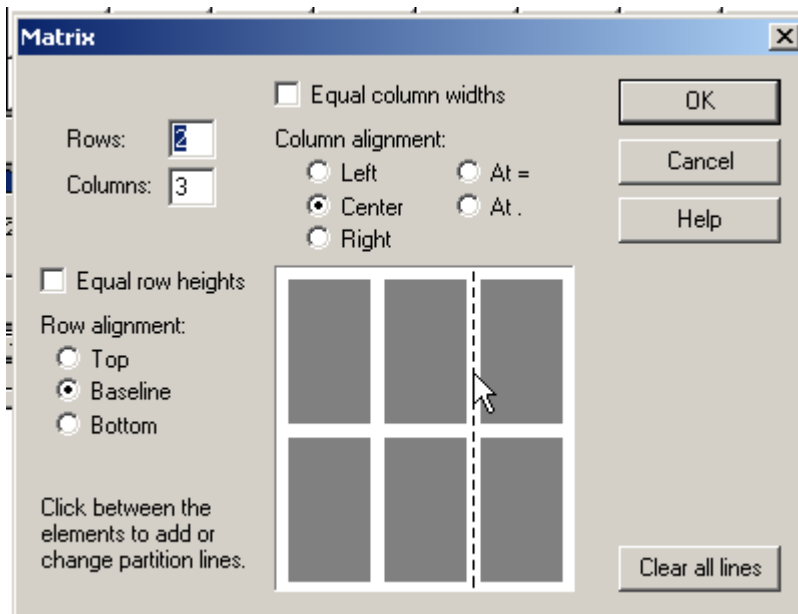 Matrix
Equal column widths
OK
Rows: 2
Column alignment:
Cancel
Columns: 3
Left
At =
Center
At .
Help
Right
Equal row heights
Row alignment:
Top
Baseline
Bottom
Click between the
elements to add or
change partition lines.
Clear all lines